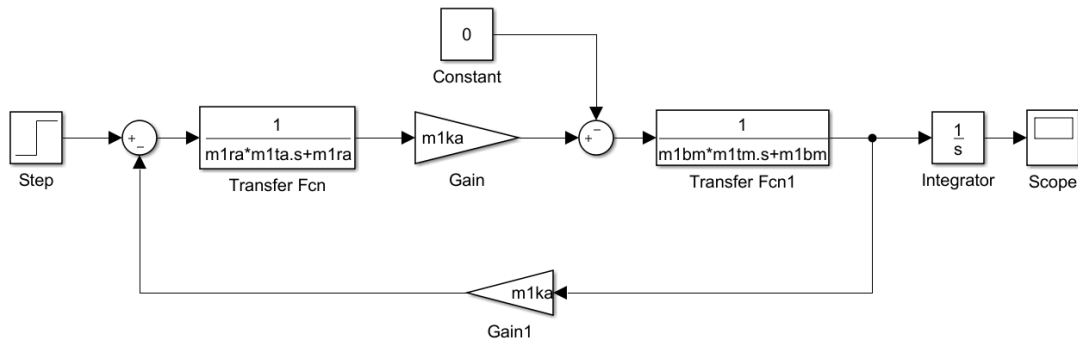 0
Constant
+
−
Step
+
−
1
m1ra*m1ta.s+m1ra
Transfer Fcn
m1ka
Gain
1
m1bm*m1tm.s+m1bm
Transfer Fcn1
1
s
Integrator
Scope
m1ka
Gain1